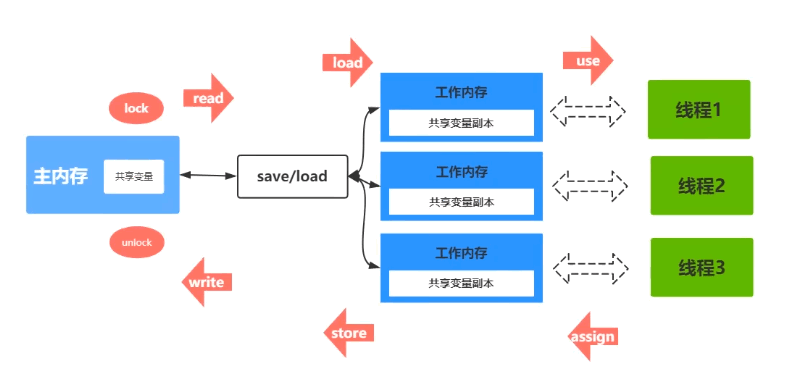 load
use
read
lock
工作内存
共享变量副本
线程1
主内存
共享变量
save/load
工作内存
共享变量副本
线程2
unlock
工作内存
共享变量副本
线程3
write
store
assign